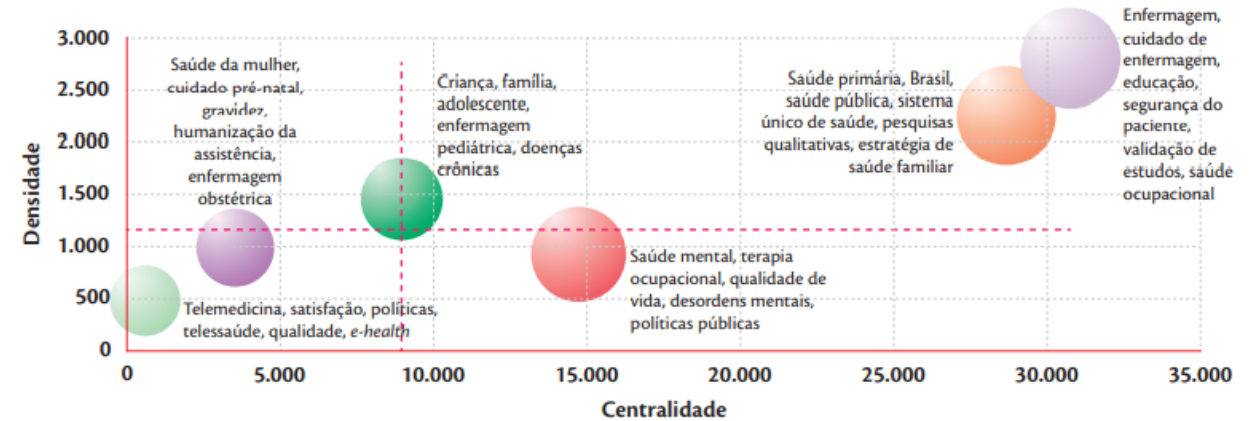 Densidade
3.000
2.500
2.000
1.500
1.000
500
0
Saúde da mulher,
cuidado pré-natal,
gravidez,
humanização da
assistência,
enfermagem
obstétrica
Criança, família,
adolescente,
enfermagem
pediátrica, doenças
crônicas
Saúde primária, Brasil,
saúde pública, sistema
único de saúde, pesquisas
qualitativas, estratégia de
saúde familiar
Enfermagem,
cuidado de
enfermagem,
educação,
segurança do
paciente,
validação de
estudos, saúde
ocupacional
Telemedicina, satisfação, políticas,
telessaúde, qualidade, e-health
Saúde mental, terapia
ocupacional, qualidade de
vida, desordens mentais,
políticas públicas
0
5.000
10.000
15.000
20.000
25.000
30.000
35.000
Centralidade